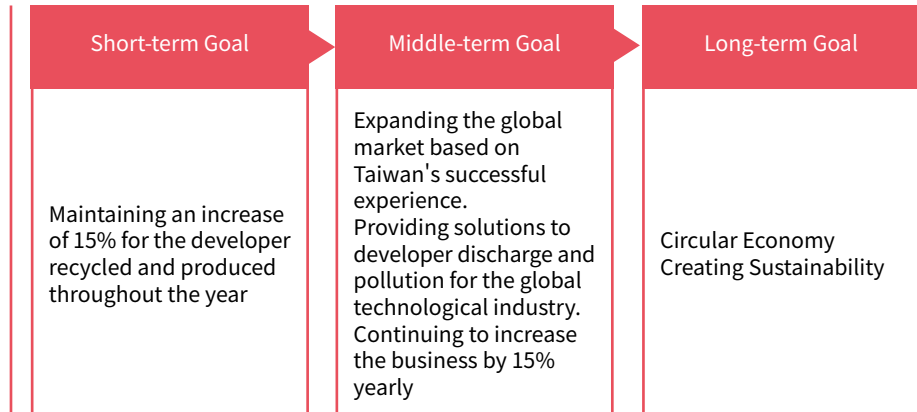 Short-term Goal
Middle-term Goal
Long-term Goal
Maintaining an increase
of 15% for the developer
recycled and produced
throughout the year
Expanding the global
market based on
Taiwan's successful
experience.
Providing solutions to
developer discharge and
pollution for the global
technological industry.
Continuing to increase
the business by 15%
yearly
Circular Economy
Creating Sustainability